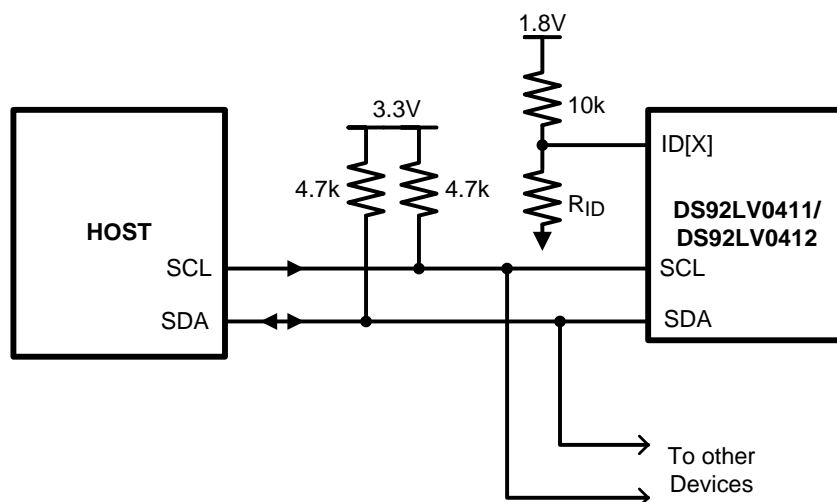 1.8V
10k
3.3V
4.7k
4.7k
ID[X]
RID
DS92LV0411/
DS92LV0412
HOST
SCL
SCL
SDA
SDA
To other
Devices